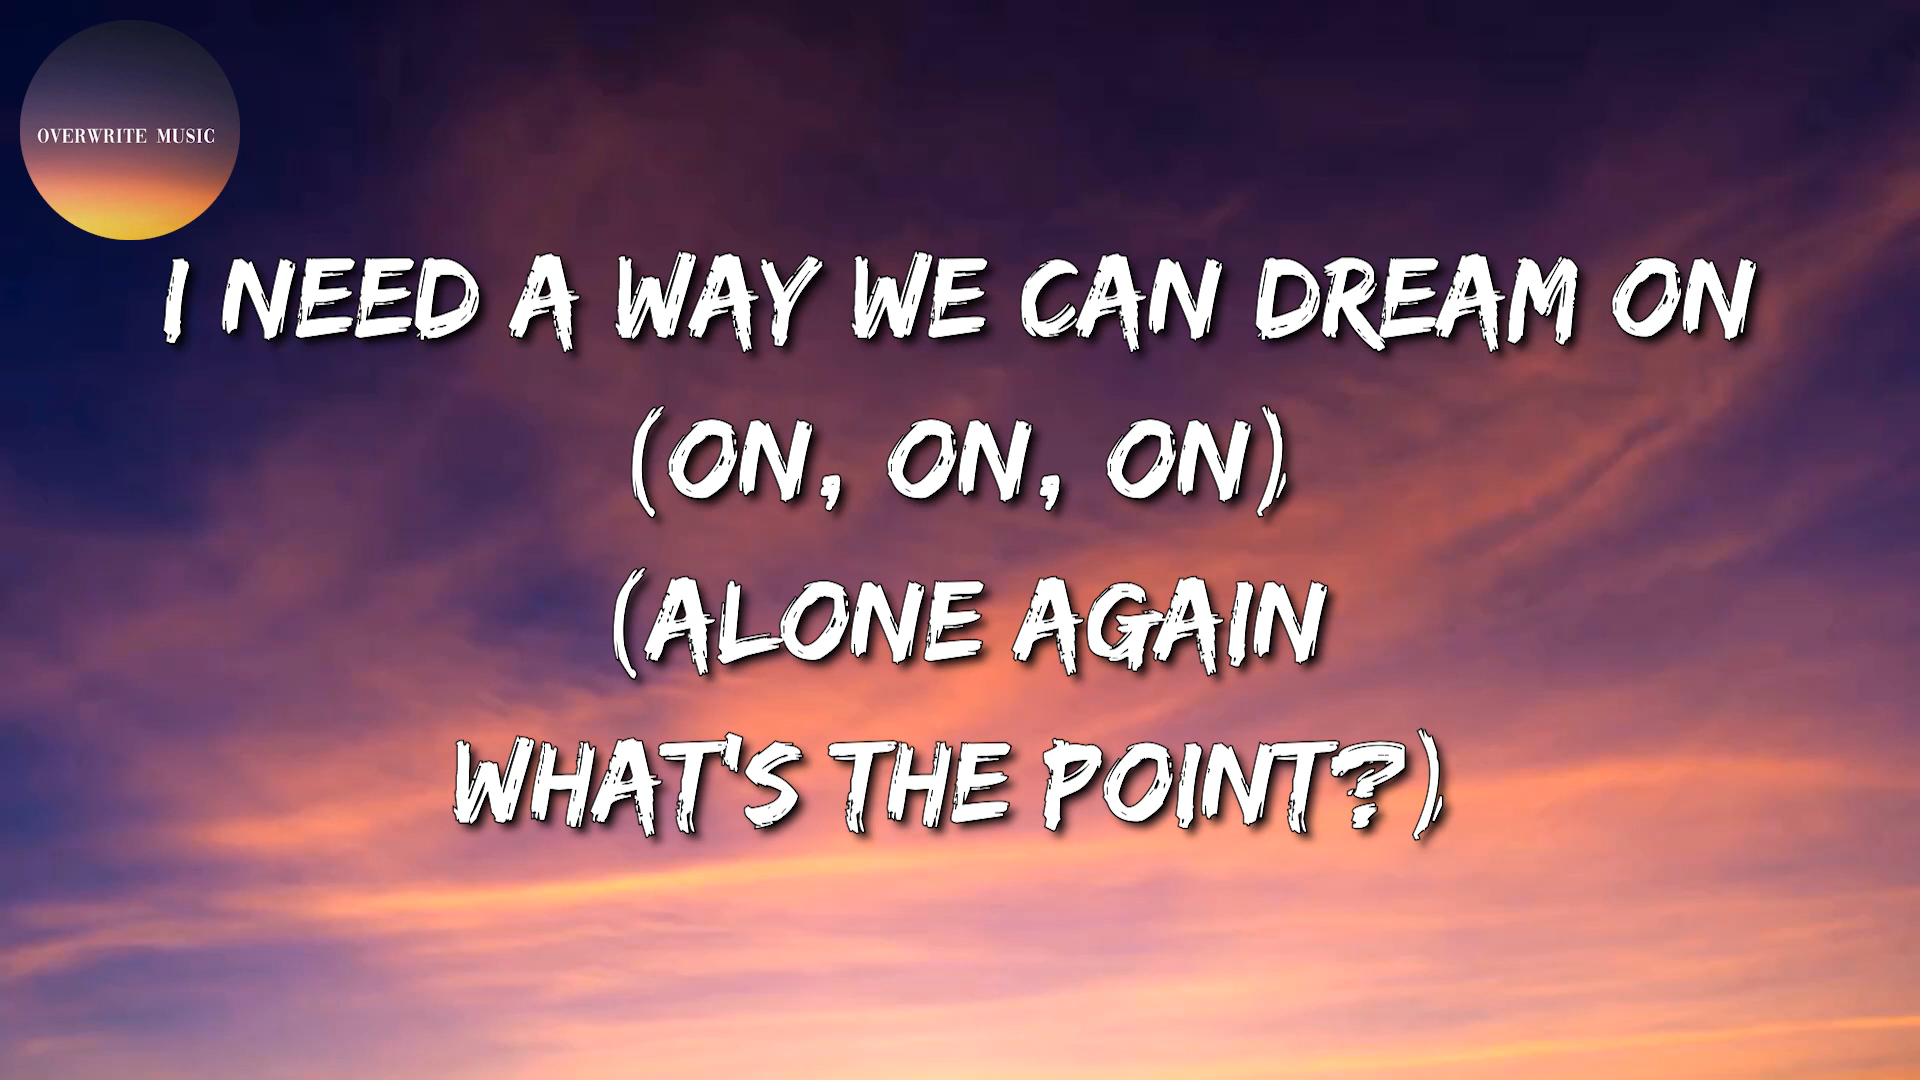 OVERWRITE MUSIC
I NEED A WAY WE CAN DREAM ON
(ON, ON, ON)
(ALONE AGAIN
WHAT'S THE POINT?)